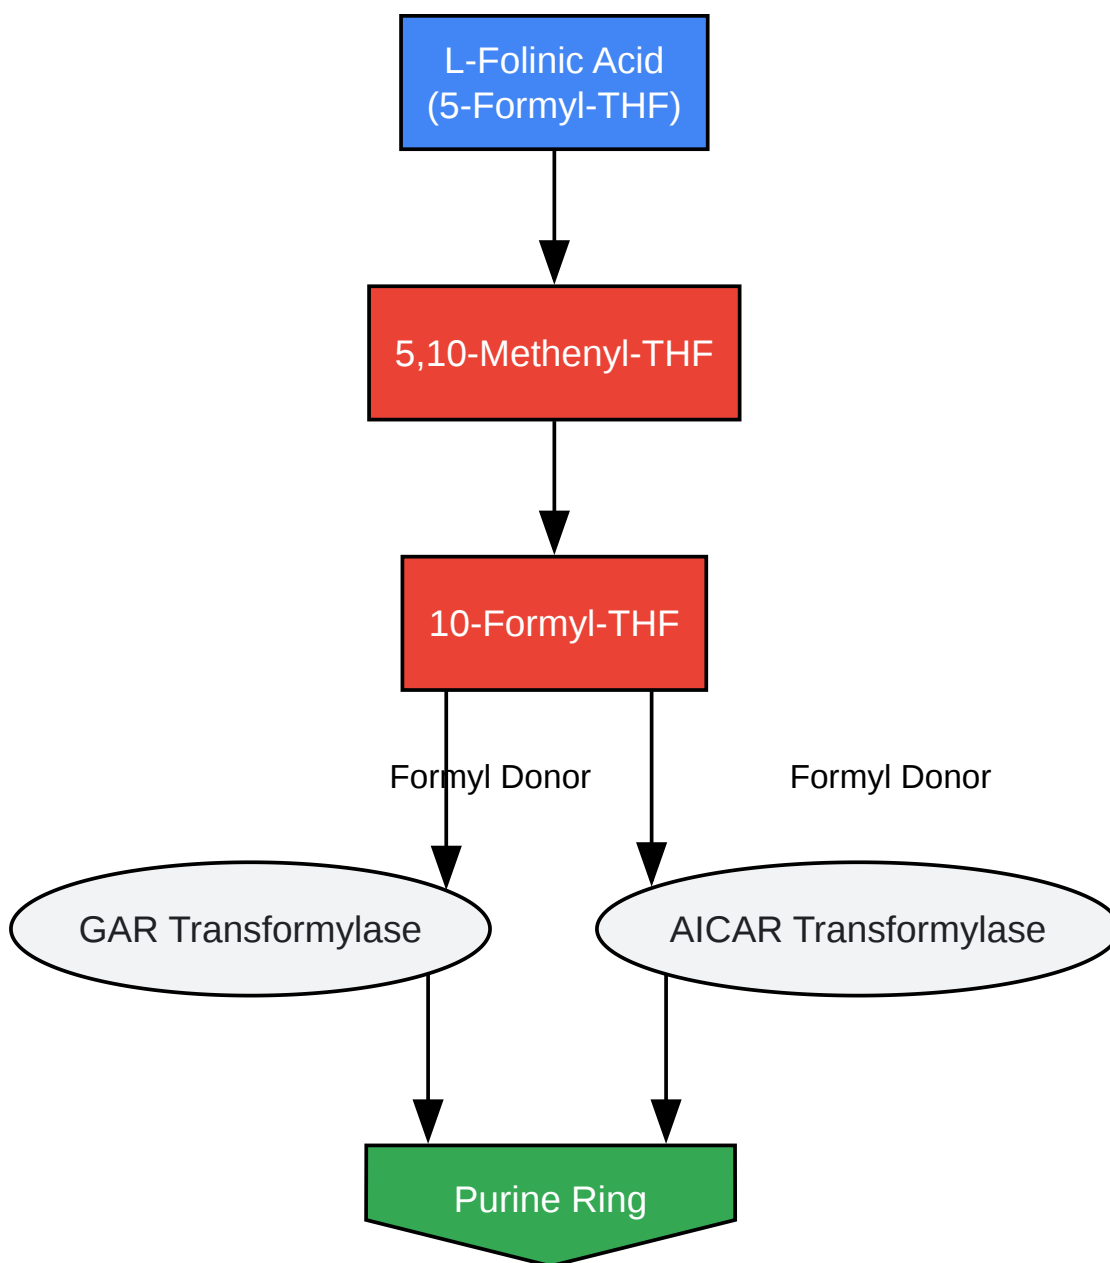 L-Folinic Acid
(5-Formyl-THF)
5,10-Methenyl-THF
10-Formyl-THF
Formyl Donor
Formyl Donor
GAR Transformylase
AICAR Transformylase
Purine Ring